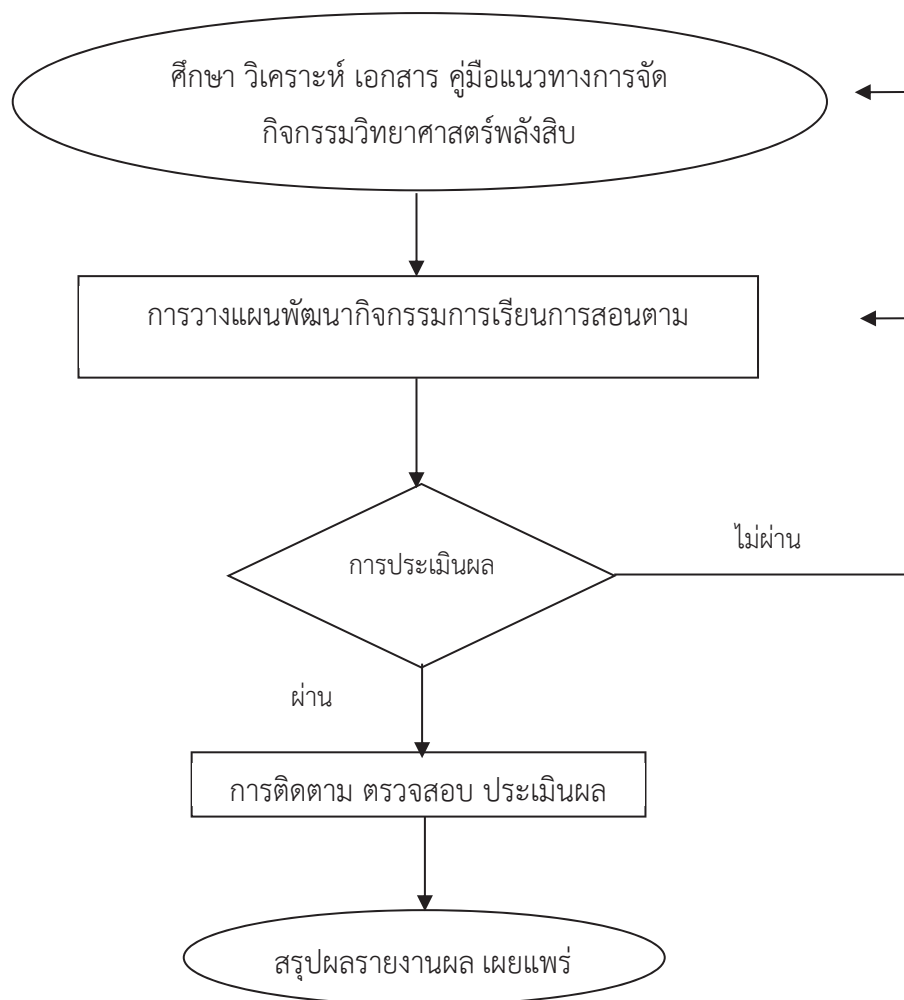 ศึกษา วิเคราะห์ เอกสาร คู่มือแนวทางการจัด
กิจกรรมวิทยาศาสตร์พลังสิบ
การวางแผนพัฒนากิจกรรมการเรียนการสอนตาม
การประเมินผล
ไม่ผ่าน
ผ่าน
การติดตาม ตรวจสอบ ประเมินผล
สรุปผลรายงานผล เผยแพร่